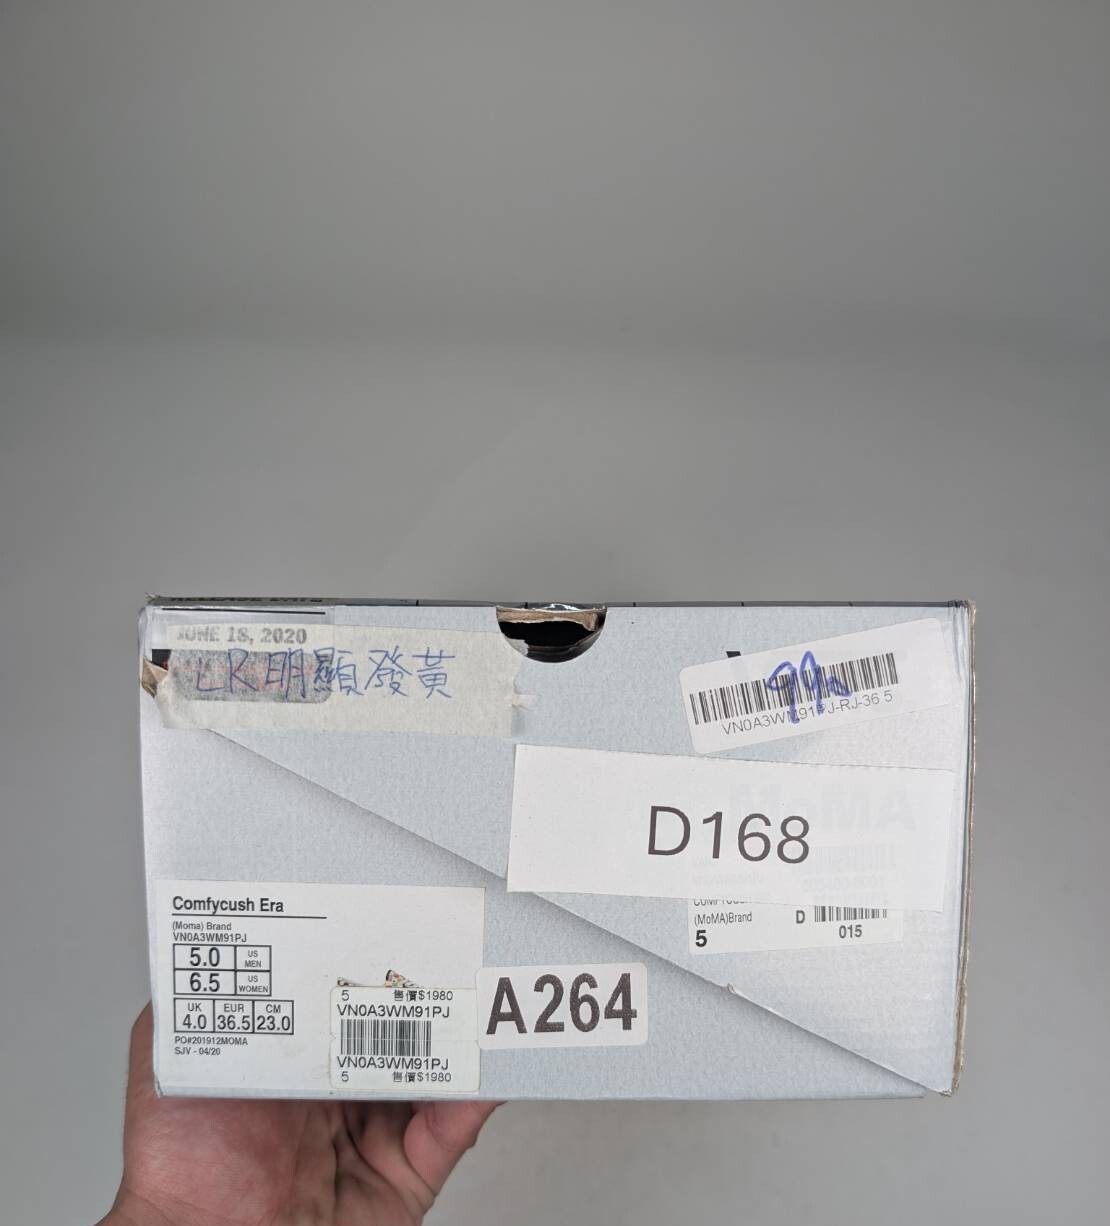 JUNE 18, 2020
LR明顯發黃
990
VN0A3WM91PJ-RJ-36 5
D168
(MoMA)Brand
D
5
015
Comfycush Era
(Moma) Brand
VN0A3WM91PJ
5.0 US MEN
6.5 US WOMEN
UK EUR CM
4.0 36.5 23.0
PO#201912MOMA
SJV - 04/20
5 售價$1980
VN0A3WM91PJ
VN0A3WM91PJ
5 售價$1980
A264